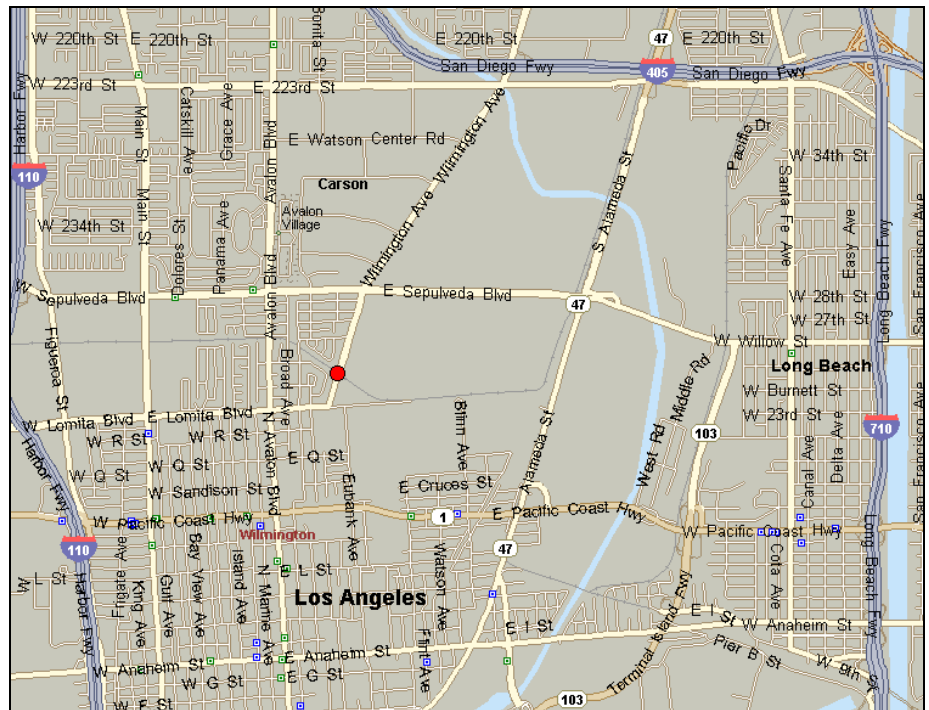 W 220th St
E 220th St
Bonita St
E 220th St
47
E 220th St
San Diego Fwy
405
San Diego Fwy
Harbor Fwy
W 223rd St
E 223rd St
Catskill Ave
Grace Ave
Main St
Avalon Blvd
E Watson Center Rd
Wilmington Ave
Wilmington Ave
Pacific Dr
W 34th St
110
Carson
Main St
S Alameda St
Santa Fe Ave
Easy Ave
Long Beach Fwy
San Francisco Ave
W 234th St
Dolores St
Panama Ave
Avalon
Village
W Sepulveda Blvd
E Sepulveda Blvd
47
W 28th St
W 27th St
Avalon Blvd
W Willow St
Figueroa St
Broad Ave
Long Beach
W Burnett St
Middle Rd
West Rd
W Lomita Blvd
E Lomita Blvd
N Avalon Blvd
Blinn Ave
Alameda St
W 23rd St
103
710
W R St
W R St
W Q St
W Q St
E Q St
Canal Ave
Delta Ave
Harbor Fwy
W Sandison St
Eubank Ave
E Cruces St
San Francisco Ave
W Pacific Coast Hwy
1
E Pacific Coast Hwy
W Pacific Coast Hwy
Wilmington
110
47
W L St
Frigate Ave
King Ave
Gulf Ave
Bay View Ave
Island Ave
N Marine Ave
E L St
Watson Ave
Cota Ave
Long Beach Fwy
Harbor Fwy
Los Angeles
E I St
E I St
W Anaheim St
Flint Ave
Terminal Island Fwy
Pier B St
W Anaheim St
E Anaheim St
W 9th St
W G St
E G St
W F St
103